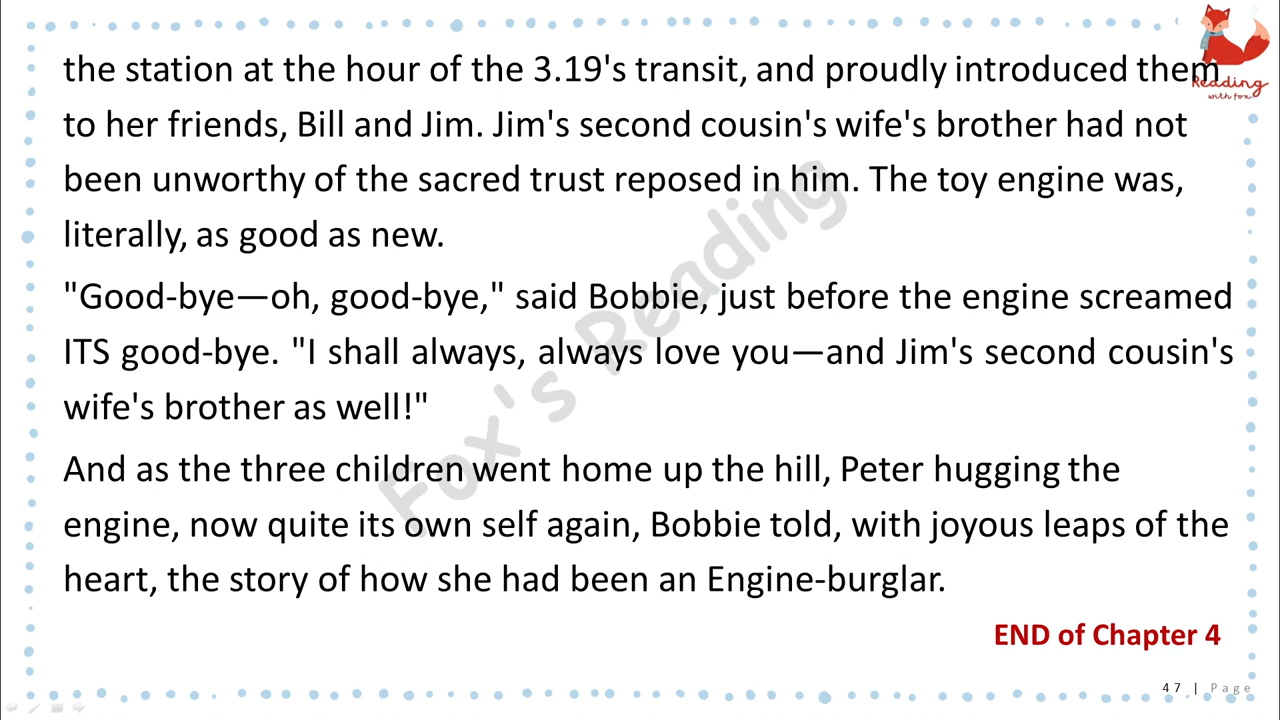 the station at the hour of the 3.19's transit, and proudly introduced them
Reading
with fox
to her friends, Bill and Jim. Jim's second cousin's wife's brother had not
been unworthy of the sacred trust reposed in him. The toy engine was,
literally, as good as new.
"Good-bye—oh, good-bye," said Bobbie, just before the engine screamed
ITS good-bye. "I shall always, always love you—and Jim's second cousin's
wife's brother as well!"
And as the three children went home up the hill, Peter hugging the
engine, now quite its own self again, Bobbie told, with joyous leaps of the
heart, the story of how she had been an Engine-burglar.
Fox's Reading
END of Chapter 4
47 | Page